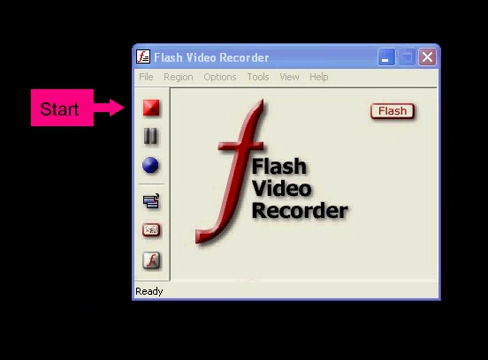 Flash Video Recorder
File Region Options Tools View Help
Start
Flash
Flash
Video
Recorder
Ready